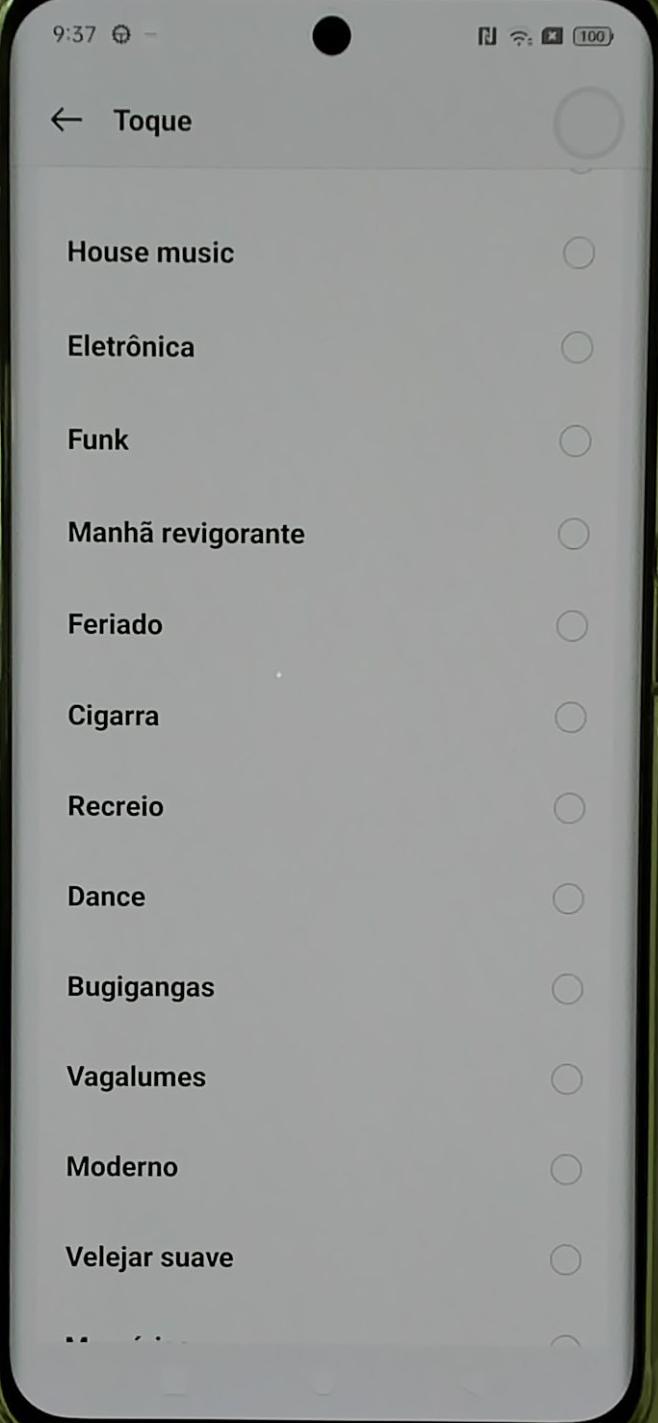 9:37
100
Toque
House music
Eletrônica
Funk
Manhã revigorante
Feriado
Cigarra
Recreio
Dance
Bugigangas
Vagalumes
Moderno
Velejar suave